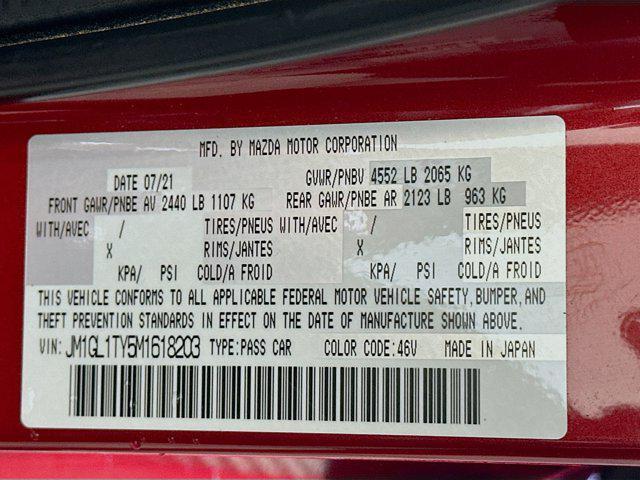 MFD. BY MAZDA MOTOR CORPORATION
DATE 07/21 GVWR/PNBV 4552 LB 2065 KG
FRONT GAWR/PNBE AV 2440 LB 1107 KG REAR GAWR/PNBE AR 2123 LB 963 KG
WITH/AVEC / TIRES/PNEUS WITH/AVEC / TIRES/PNEUS
X RIMS/JANTES X RIMS/JANTES
KPA/ PSI COLD/A FROID KPA/ PSI COLD/A FROID
THIS VEHICLE CONFORMS TO ALL APPLICABLE FEDERAL MOTOR VEHICLE SAFETY, BUMPER, AND
THEFT PREVENTION STANDARDS IN EFFECT ON THE DATE OF MANUFACTURE SHOWN ABOVE.
VIN: JM1GL1TY5M1618203 TYPE:PASS CAR COLOR CODE:46V MADE IN JAPAN